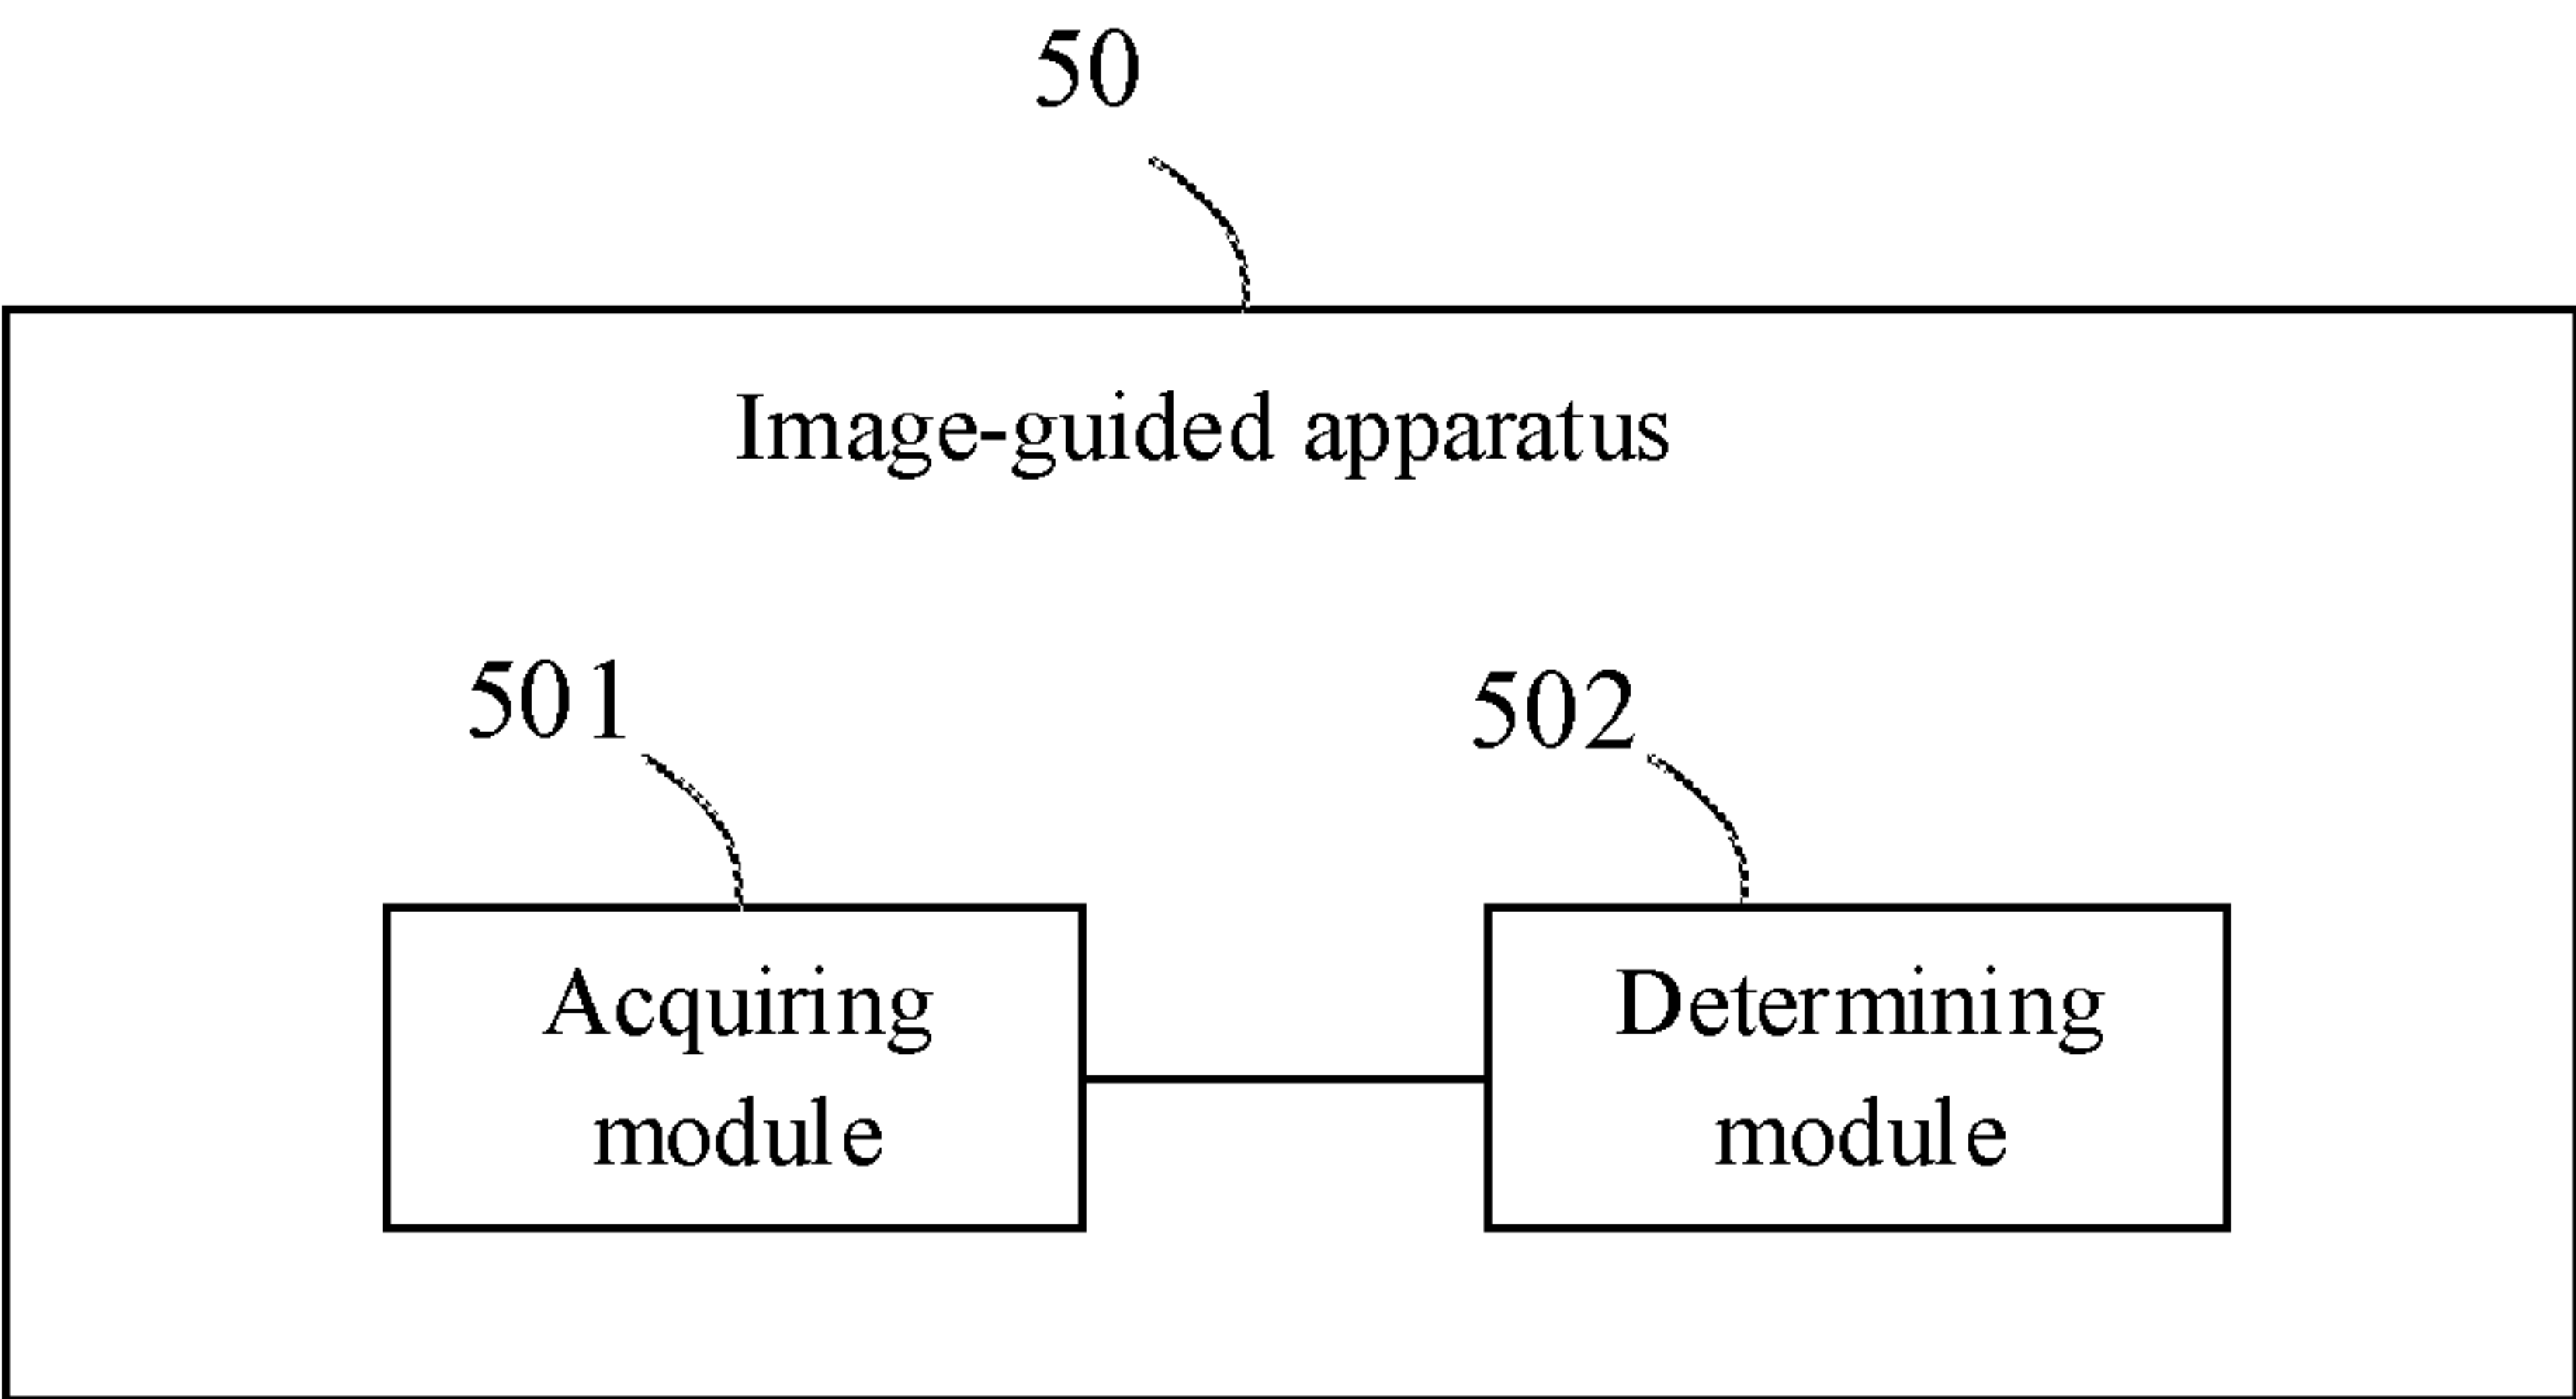 50
Image-guided apparatus
501
502
Acquiring
module
Determining
module